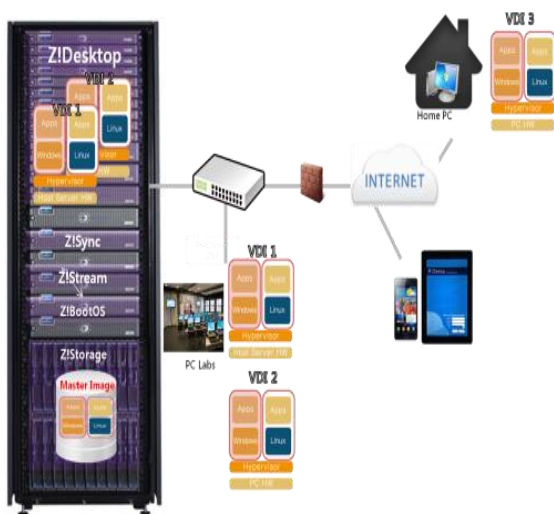 Z!Desktop
VDI 2
Apps
Apps
VDI 1
Apps
Apps
Linux
Windows
Linux
visor
Hypervisor
HW
Host Server HW
Z!Sync
Z!Stream
Z!BootOS
Z!Storage
Master Image
Apps
Apps
Windows
Linux
INTERNET
Home PC
VDI 3
Apps
Apps
Windows
Linux
Hypervisor
PC HW
PC Labs
VDI 1
Apps
Apps
Windows
Linux
Hypervisor
Host Server HW
VDI 2
Apps
Apps
Windows
Linux
Hypervisor
PC HW